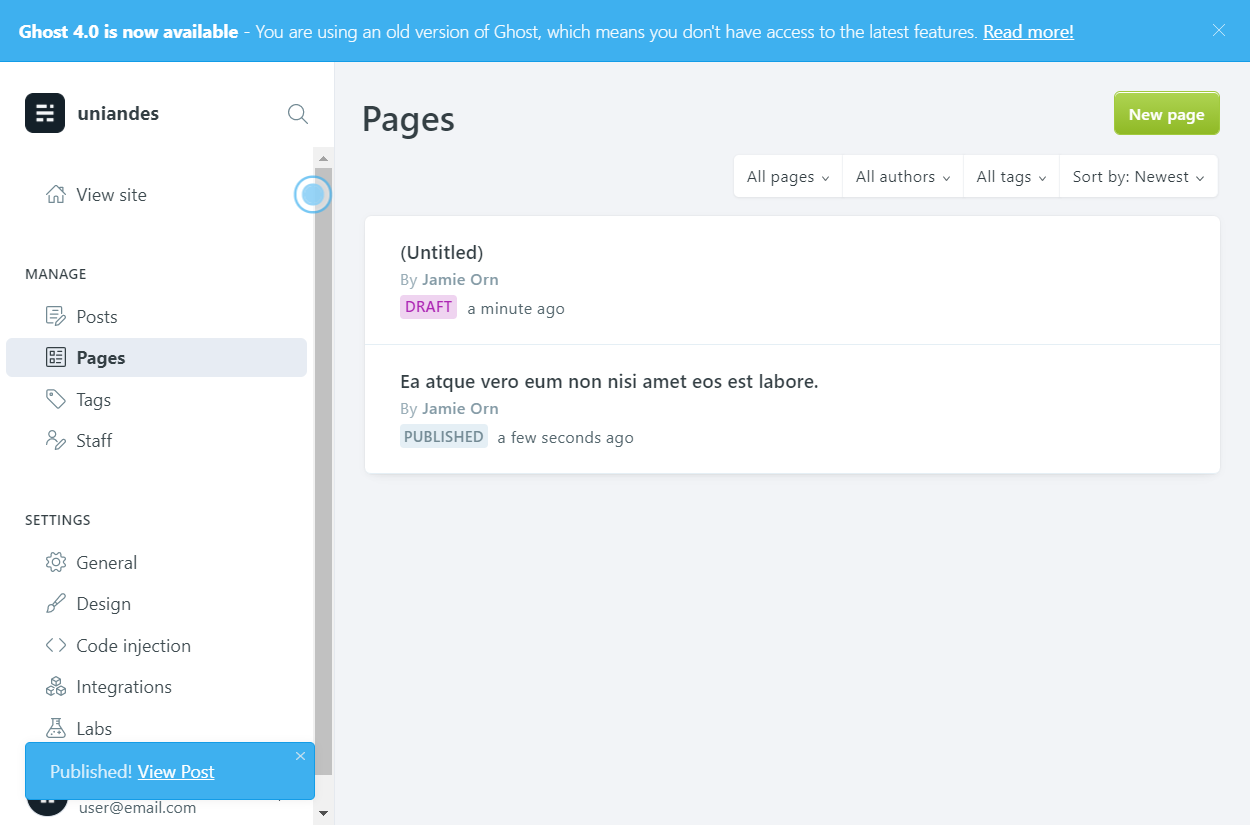 Ghost 4.0 is now available - You are using an old version of Ghost, which means you don't have access to the latest features. Read more!
uniandes
View site
MANAGE
Posts
Pages
Tags
Staff
SETTINGS
General
Design
Code injection
Integrations
Labs
Published! View Post
user@email.com
Pages
New page
All pages
All authors
All tags
Sort by: Newest
(Untitled)
By Jamie Orn
DRAFT a minute ago
Ea atque vero eum non nisi amet eos est labore.
By Jamie Orn
PUBLISHED a few seconds ago